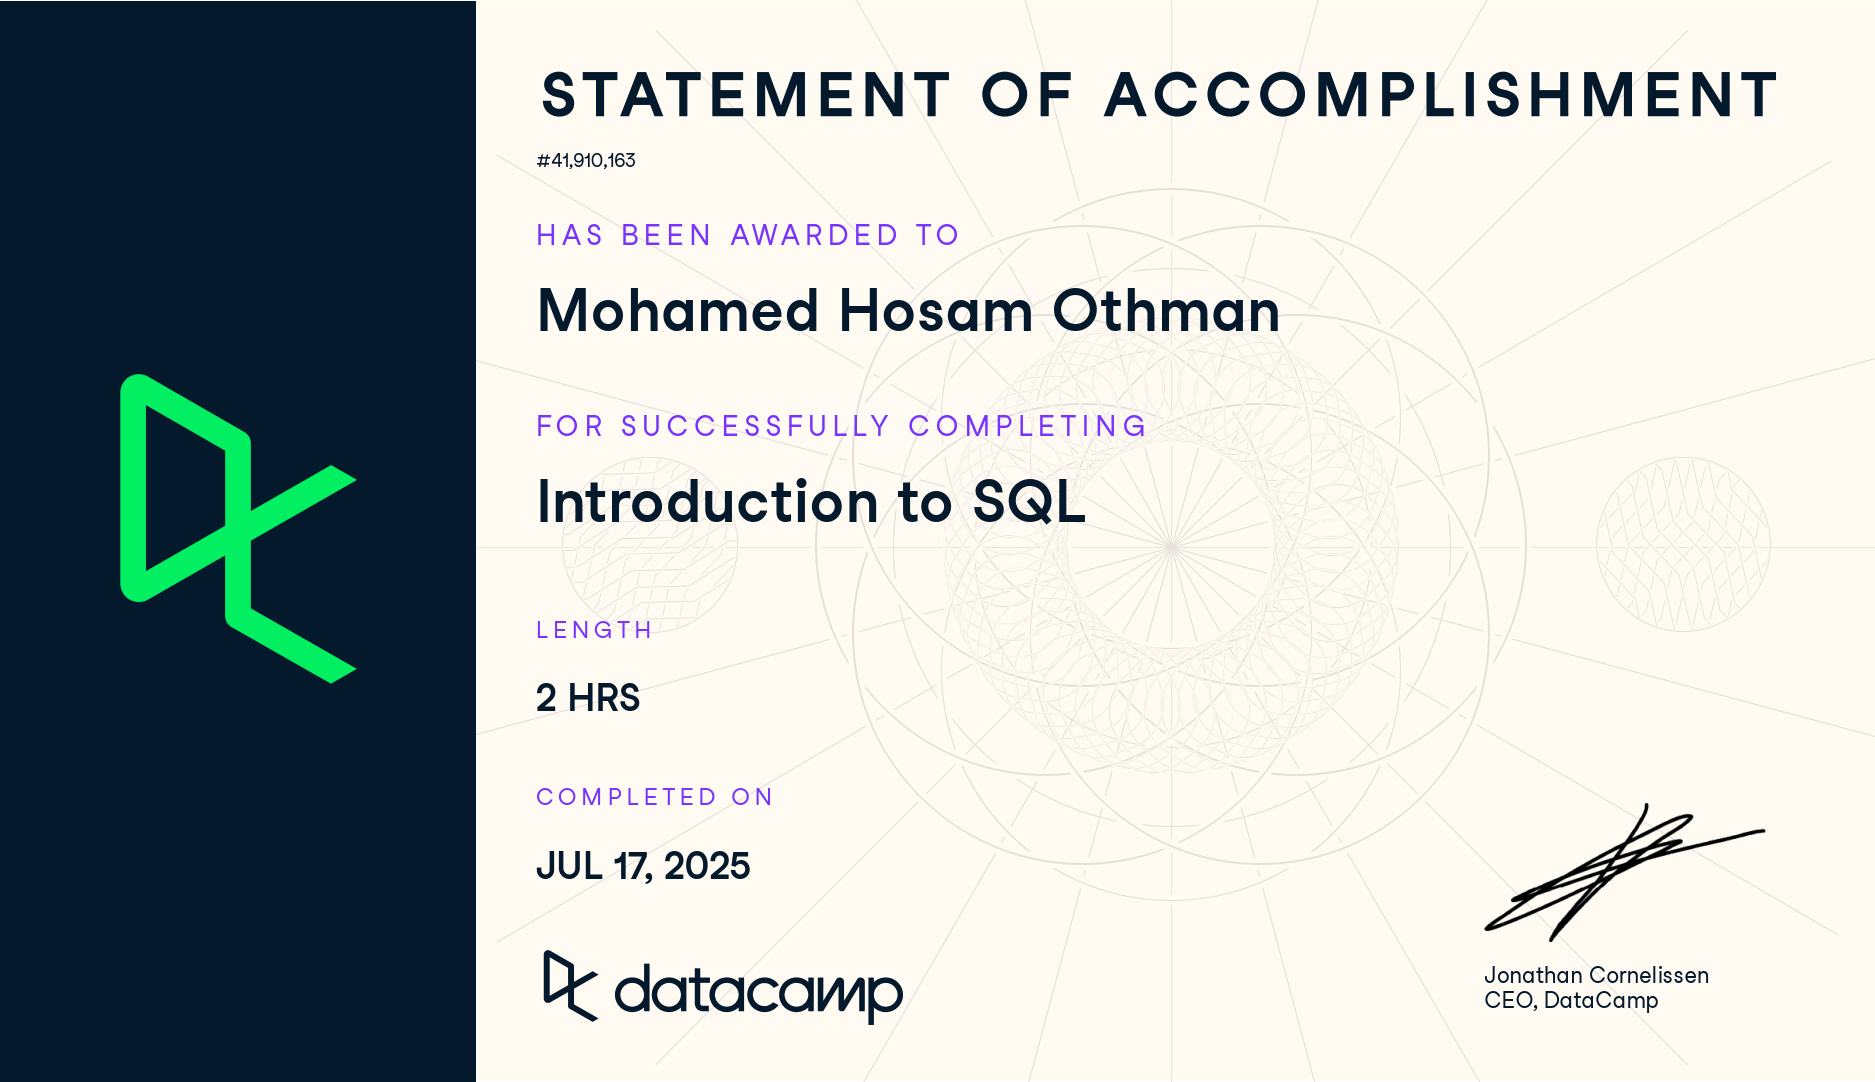 STATEMENT OF ACCOMPLISHMENT
#41,910,163
HAS BEEN AWARDED TO
Mohamed Hosam Othman
FOR SUCCESSFULLY COMPLETING
Introduction to SQL
LENGTH
2 HRS
COMPLETED ON
JUL 17, 2025
datacamp
Jonathan Cornelissen
CEO, DataCamp